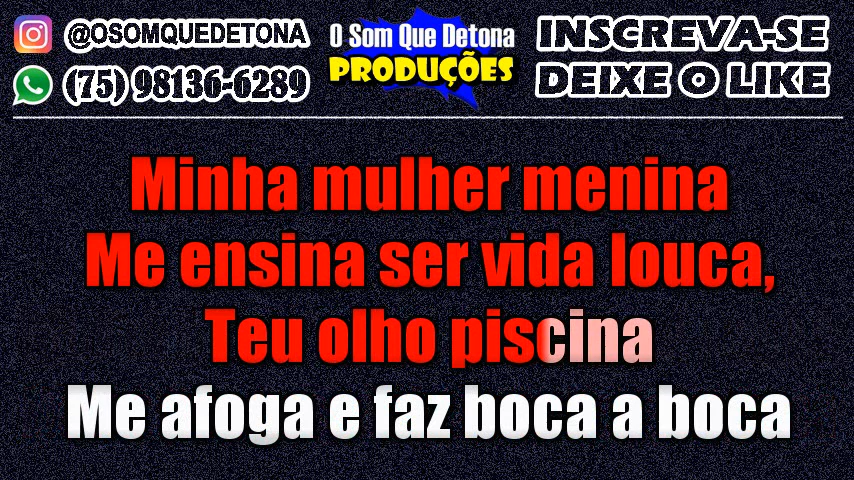 @OSOMQUEDETONA
(75) 98136-6289
O Som Que Detona
PRODUÇÕES
INSCREVA-SE
DEIXE O LIKE
Minha mulher menina
Me ensina ser vida louca,
Teu olho piscina
Me afoga e faz boca a boca